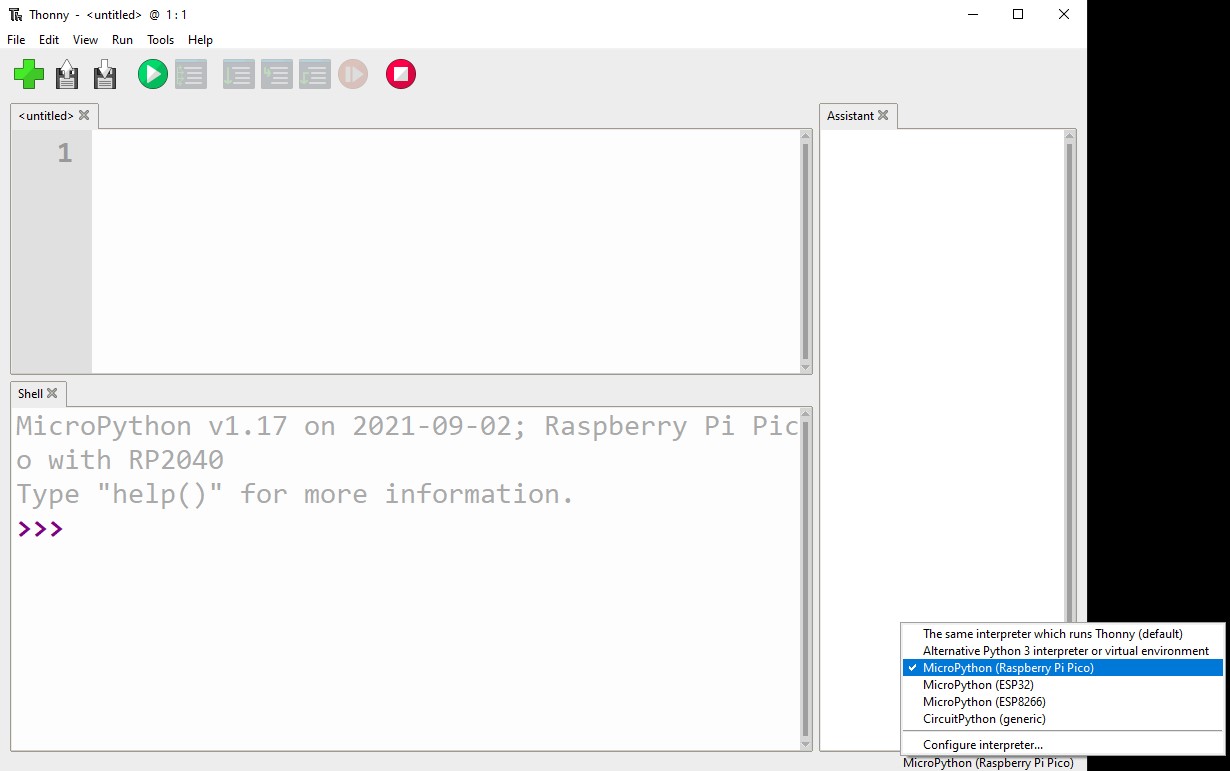 Thonny - <untitled> @ 1 : 1
File Edit View Run Tools Help
<untitled>
1
Assistant
Shell
MicroPython v1.17 on 2021-09-02; Raspberry Pi Pic
o with RP2040
Type "help()" for more information.
>>>
The same interpreter which runs Thonny (default)
Alternative Python 3 interpreter or virtual environment
MicroPython (Raspberry Pi Pico)
MicroPython (ESP32)
MicroPython (ESP8266)
CircuitPython (generic)
Configure interpreter...
MicroPython (Raspberry Pi Pico)